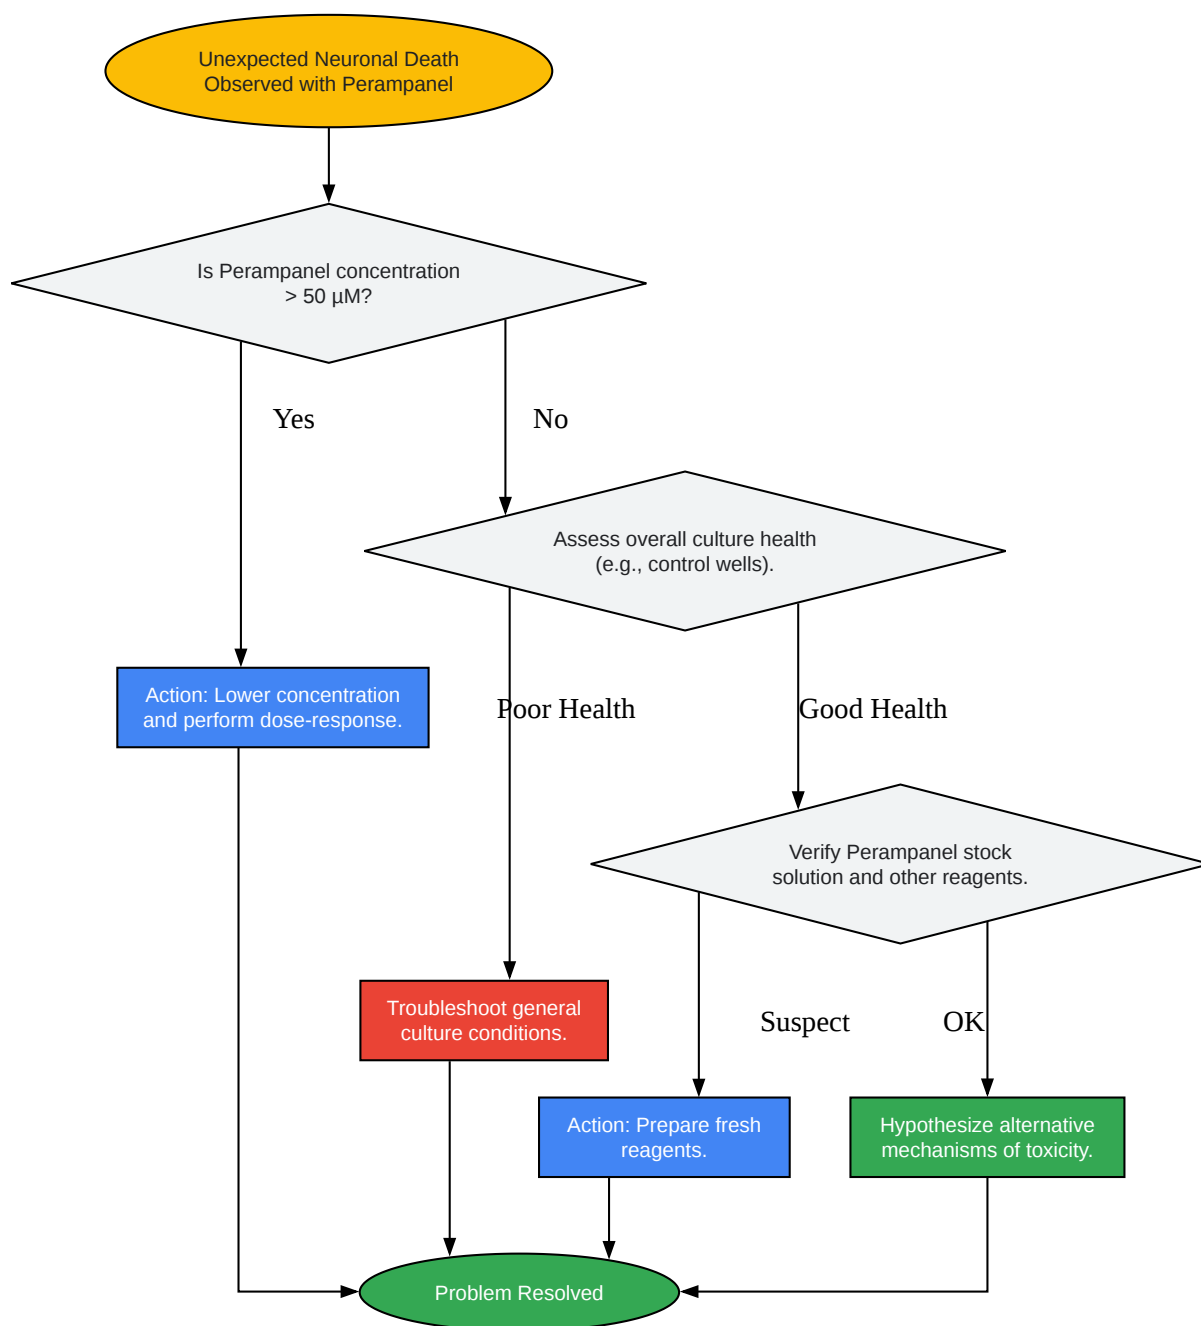 Unexpected Neuronal Death
Observed with Perampanel
Is Perampanel concentration
> 50 µM?
Yes
No
Assess overall culture health
(e.g., control wells).
Action: Lower concentration
and perform dose-response.
Poor Health
Good Health
Verify Perampanel stock
solution and other reagents.
Troubleshoot general
culture conditions.
Suspect
OK
Action: Prepare fresh
reagents.
Hypothesize alternative
mechanisms of toxicity.
Problem Resolved